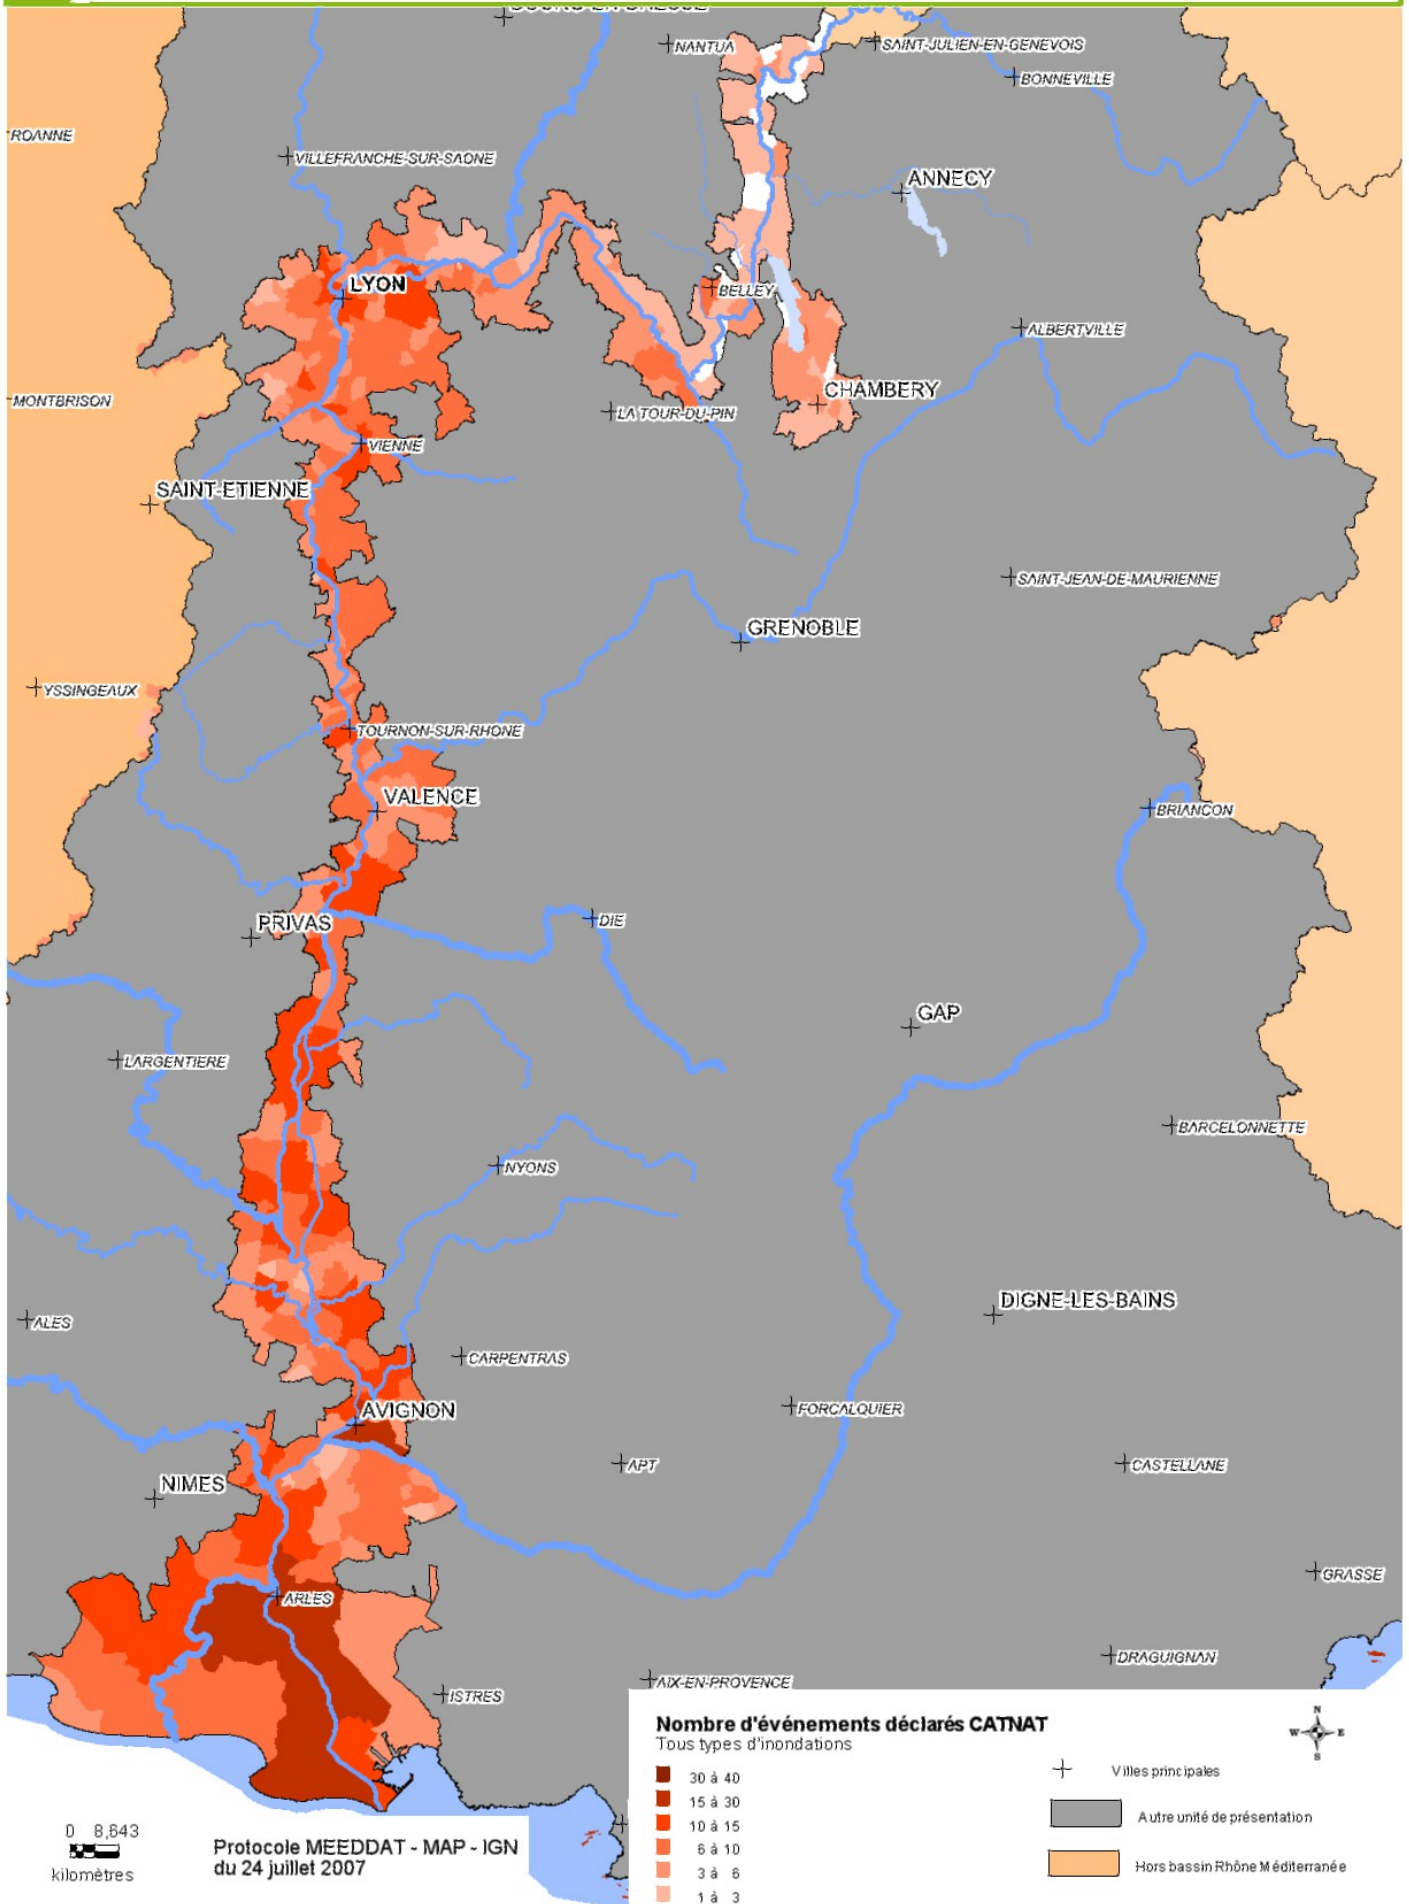 NANTUA
SAINT-JULIEN-EN-GENEVOIS
BONNEVILLE
ROANNE
VILLEFRANCHE-SUR-SAONE
ANNECY
LYON
BELLEY
ALBERTVILLE
MONTBRISON
CHAMBERY
LA TOUR-DU-PIN
VIENNE
SAINT-ETIENNE
SAINT-JEAN-DE-MAURIENNE
GRENOBLE
YSSINGEAUX
TOURNON-SUR-RHONE
VALENCE
BRIANCON
PRIVAS
DIE
GAP
LARGENTIERE
BARCELONNETTE
NYONS
DIGNE-LES-BAINS
ALES
CARPENTRAS
AVIGNON
FORCALQUIER
APT
CASTELLANE
NIMES
GRASSE
ARLES
DRAGUIGNAN
AIX-EN-PROVENCE
ISTRES
Nombre d'événements déclarés CATNAT
Tous types d'inondations
30 à 40
15 à 30
10 à 15
6 à 10
3 à 6
1 à 3
N
W E
S
Villes principales
Autre unité de présentation
Hors bassin Rhône Méditerranée
0 8,643
kilomètres
Protocole MEEDDAT - MAP - IGN
du 24 juillet 2007